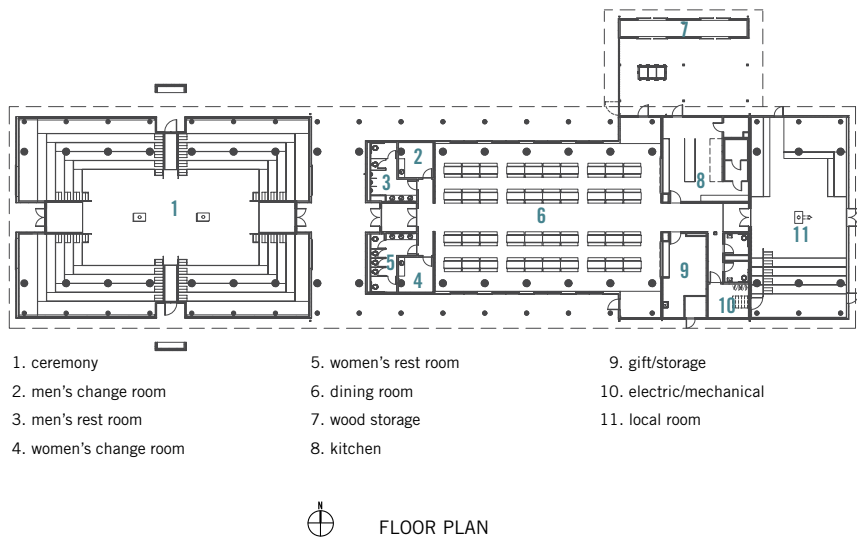 7
2
3
8
1
6
11
5
4
9
10
1. ceremony
2. men's change room
3. men's rest room
4. women's change room
5. women's rest room
6. dining room
7. wood storage
8. kitchen
9. gift/storage
10. electric/mechanical
11. local room
N
FLOOR PLAN